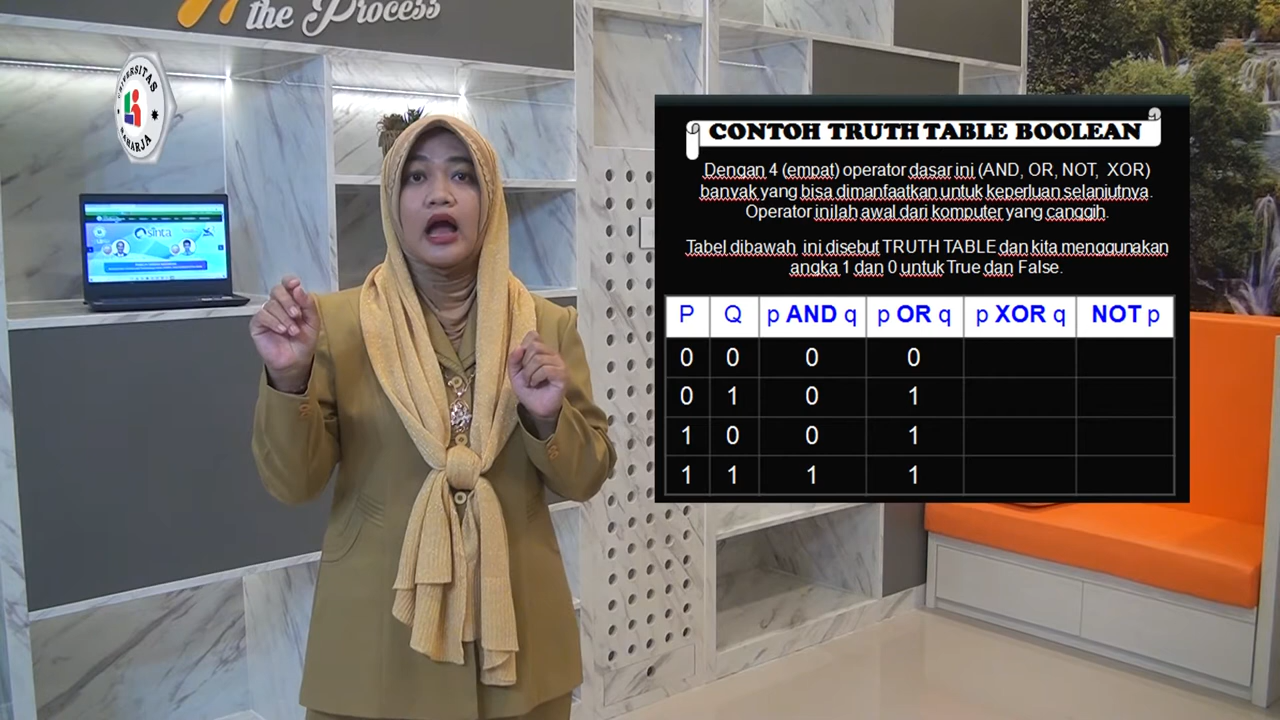 the Process
UNIVERSITAS
RAHARJA
sinta
CONTOH TRUTH TABLE BOOLEAN
Dengan 4 (empat) operator dasar ini (AND, OR, NOT, XOR)
banyak yang bisa dimanfaatkan untuk keperluan selanjutnya.
Operator inilah awal dari komputer yang canggih.
Tabel dibawah ini disebut TRUTH TABLE dan kita menggunakan
angka 1 dan 0 untuk True dan False.
P Q p AND q p OR q p XOR q NOT p
0 0 0 0
0 1 0 1
1 0 0 1
1 1 1 1